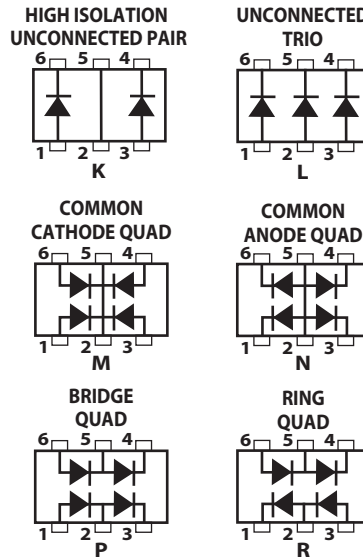 HIGH ISOLATION
UNCONNECTED PAIR
6 5 4
1 2 3
K
UNCONNECTED
TRIO
6 5 4
1 2 3
L
COMMON
CATHODE QUAD
6 5 4
1 2 3
M
COMMON
ANODE QUAD
6 5 4
1 2 3
N
BRIDGE
QUAD
6 5 4
1 2 3
P
RING
QUAD
6 5 4
1 2 3
R